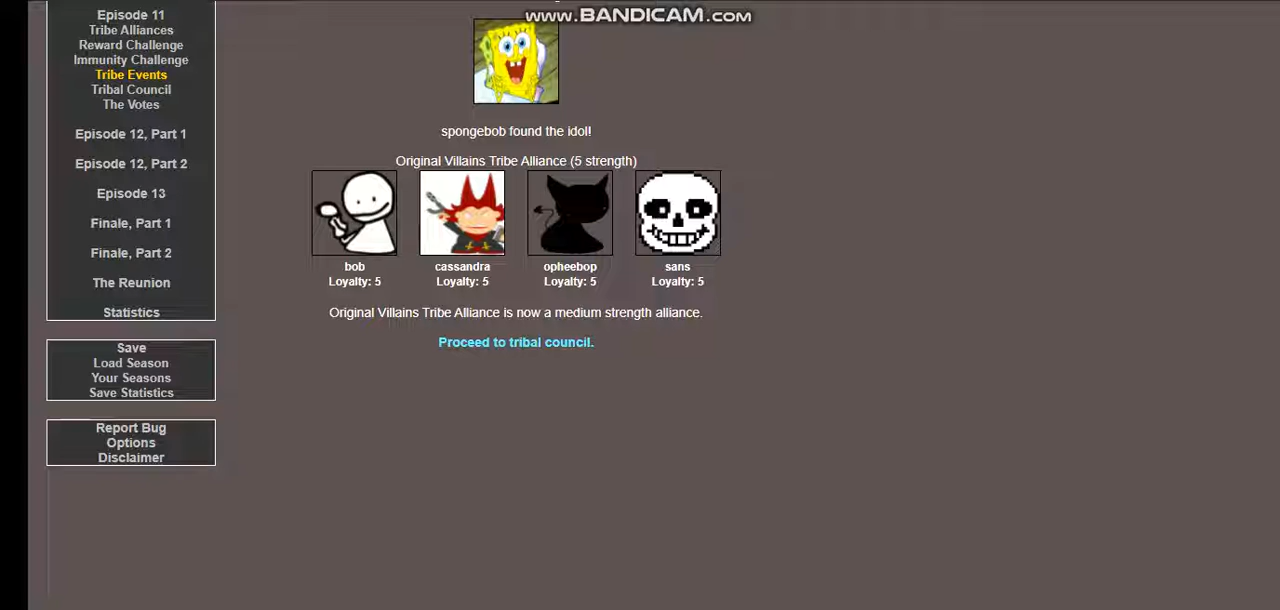 www.BANDICAM.com
Episode 11
Tribe Alliances
Reward Challenge
Immunity Challenge
Tribe Events
Tribal Council
The Votes
Episode 12, Part 1
Episode 12, Part 2
Episode 13
Finale, Part 1
Finale, Part 2
The Reunion
Statistics
Save
Load Season
Your Seasons
Save Statistics
Report Bug
Options
Disclaimer
spongebob found the idol!
Original Villains Tribe Alliance (5 strength)
bob
Loyalty: 5
cassandra
Loyalty: 5
opheebop
Loyalty: 5
sans
Loyalty: 5
Original Villains Tribe Alliance is now a medium strength alliance.
Proceed to tribal council.